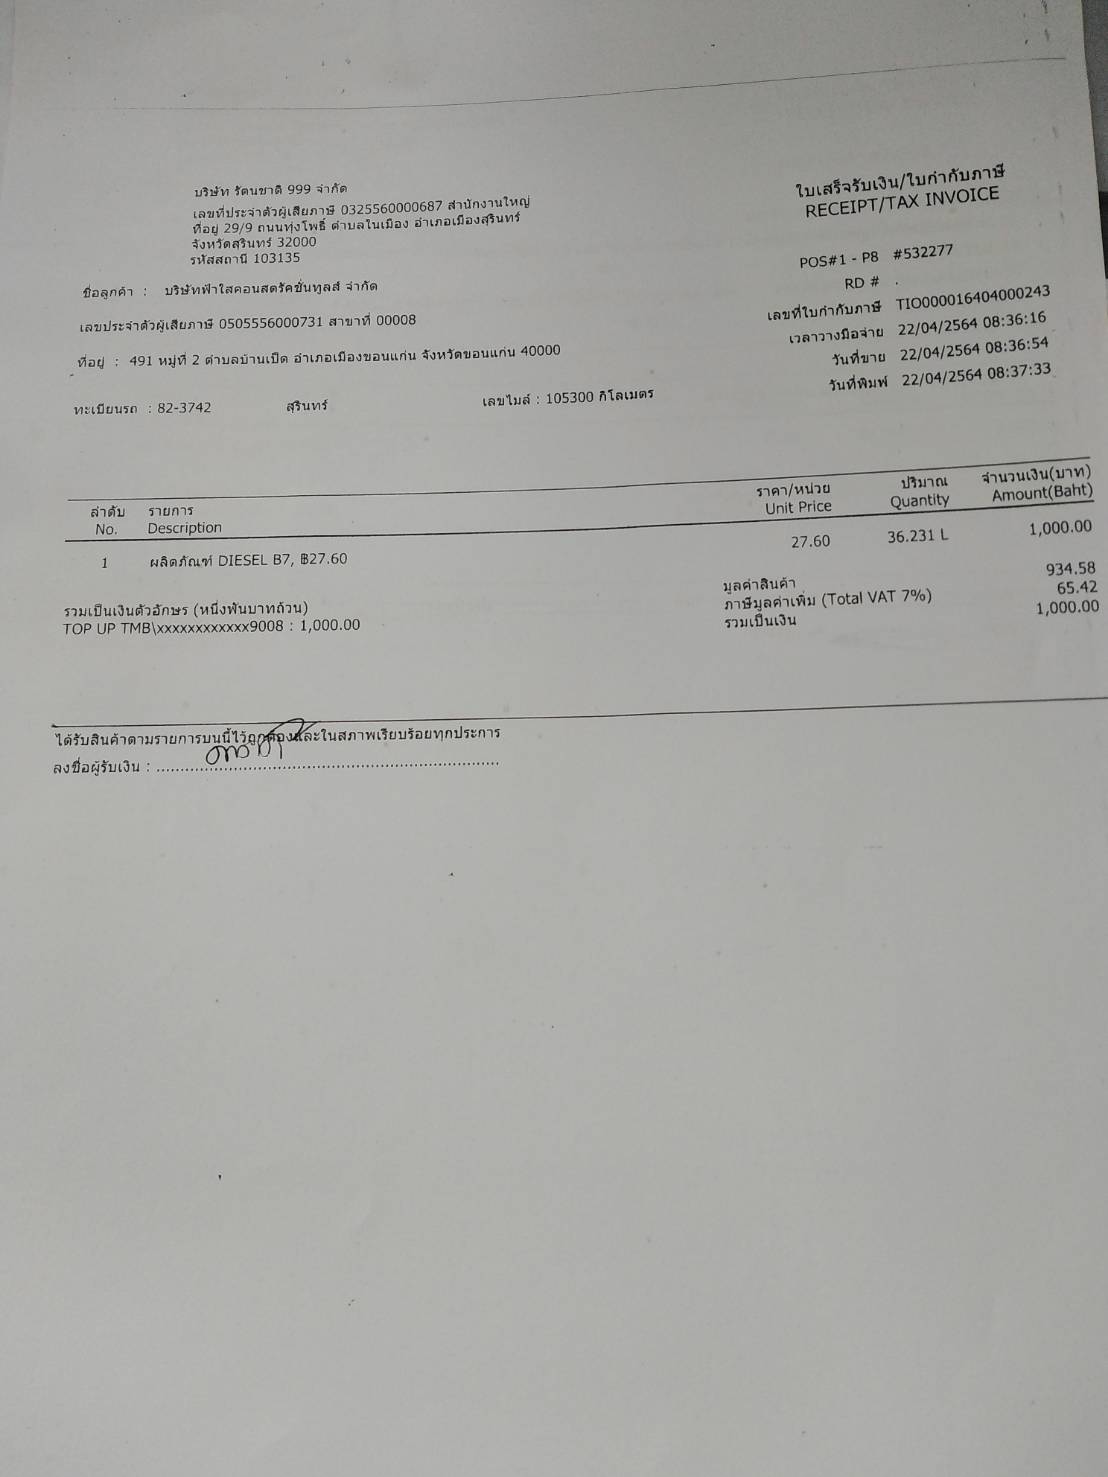 บริษัท รัตนชาติ 999 จำกัด
เลขที่ประจำตัวผู้เสียภาษี 0325560000687 สำนักงานใหญ่
ที่อยู่ 29/9 ถนนทุ่งโพธิ์ ตำบลในเมือง อำเภอเมืองสุรินทร์
จังหวัดสุรินทร์ 32000
รหัสสถานี 103135
ใบเสร็จรับเงิน/ใบกำกับภาษี
RECEIPT/TAX INVOICE
POS#1 - P8 #532277
RD # .
เลขที่ใบกำกับภาษี TIO000016404000243
เวลาวางมือจ่าย 22/04/2564 08:36:16
วันที่ขาย 22/04/2564 08:36:54
วันที่พิมพ์ 22/04/2564 08:37:33
ชื่อลูกค้า : บริษัทฟ้าใสคอนสตรัคชั่นทูลส์ จำกัด
เลขประจำตัวผู้เสียภาษี 0505556000731 สาขาที่ 00008
ที่อยู่ : 491 หมู่ที่ 2 ตำบลบ้านเป็ด อำเภอเมืองขอนแก่น จังหวัดขอนแก่น 40000
ทะเบียนรถ : 82-3742 สุรินทร์ เลขไมล์ : 105300 กิโลเมตร
ลำดับ รายการ ราคา/หน่วย ปริมาณ จำนวนเงิน(บาท)
No. Description Unit Price Quantity Amount(Baht)
1 ผลิตภัณฑ์ DIESEL B7, ฿27.60 27.60 36.231 L 1,000.00
มูลค่าสินค้า 934.58
รวมเป็นเงินตัวอักษร (หนึ่งพันบาทถ้วน) ภาษีมูลค่าเพิ่ม (Total VAT 7%) 65.42
TOP UP TMB\xxxxxxxxxxxx9008 : 1,000.00 รวมเป็นเงิน 1,000.00
ได้รับสินค้าตามรายการบนนี้ไว้ถูกต้องและในสภาพเรียบร้อยทุกประการ
ลงชื่อผู้รับเงิน : ........................................................................